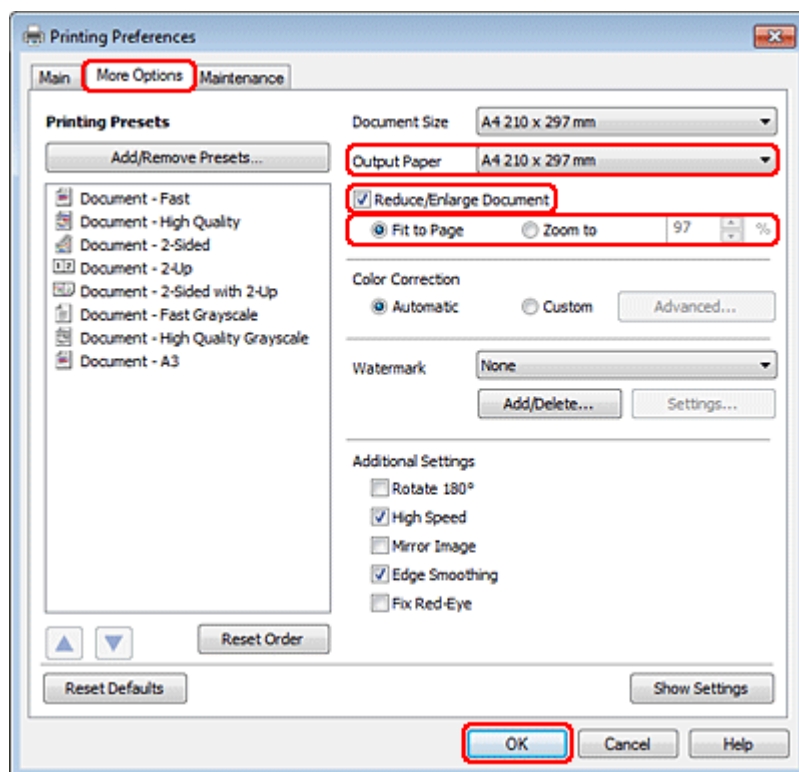 Printing Preferences
Main More Options Maintenance
Printing Presets
Add/Remove Presets...
Document - Fast
Document - High Quality
Document - 2-Sided
Document - 2-Up
Document - 2-Sided with 2-Up
Document - Fast Grayscale
Document - High Quality Grayscale
Document - A3
Reset Order
Document Size A4 210 x 297 mm
Output Paper A4 210 x 297 mm
Reduce/Enlarge Document
Fit to Page Zoom to 97 %
Color Correction
Automatic Custom Advanced...
Watermark None
Add/Delete... Settings...
Additional Settings
Rotate 180°
High Speed
Mirror Image
Edge Smoothing
Fix Red-Eye
Reset Defaults Show Settings
OK Cancel Help